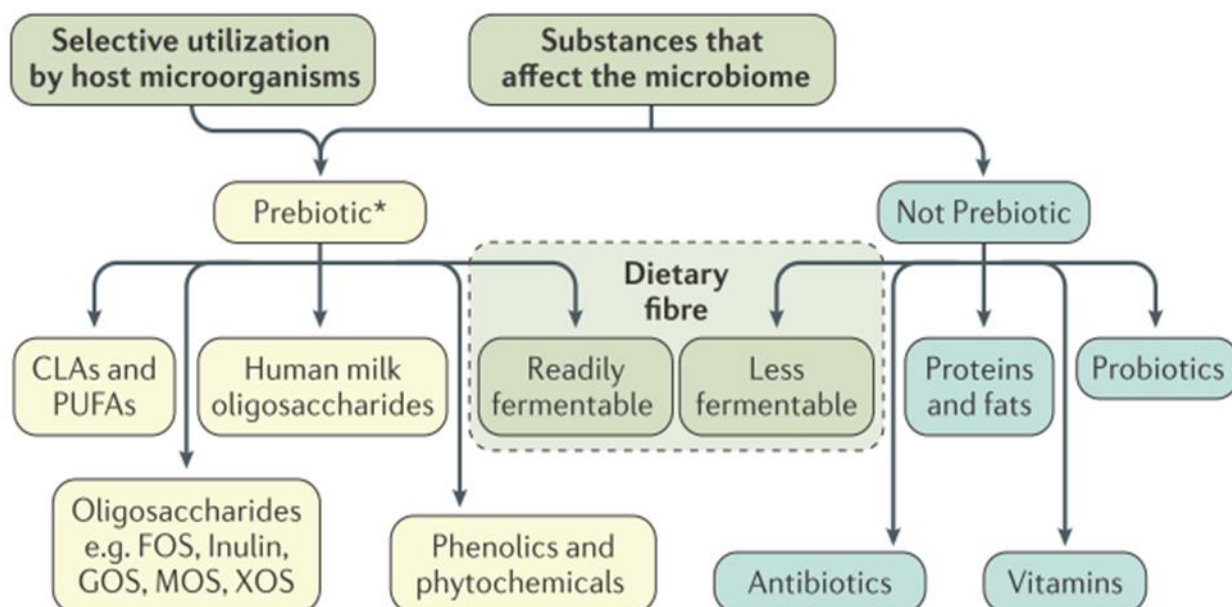 Selective utilization
by host microorganisms
Substances that
affect the microbiome
Prebiotic*
Not Prebiotic
Dietary
fibre
CLAs and
PUFAs
Human milk
oligosaccharides
Readily
fermentable
Less
fermentable
Proteins
and fats
Probiotics
Oligosaccharides
e.g. FOS, Inulin,
GOS, MOS, XOS
Phenolics and
phytochemicals
Antibiotics
Vitamins